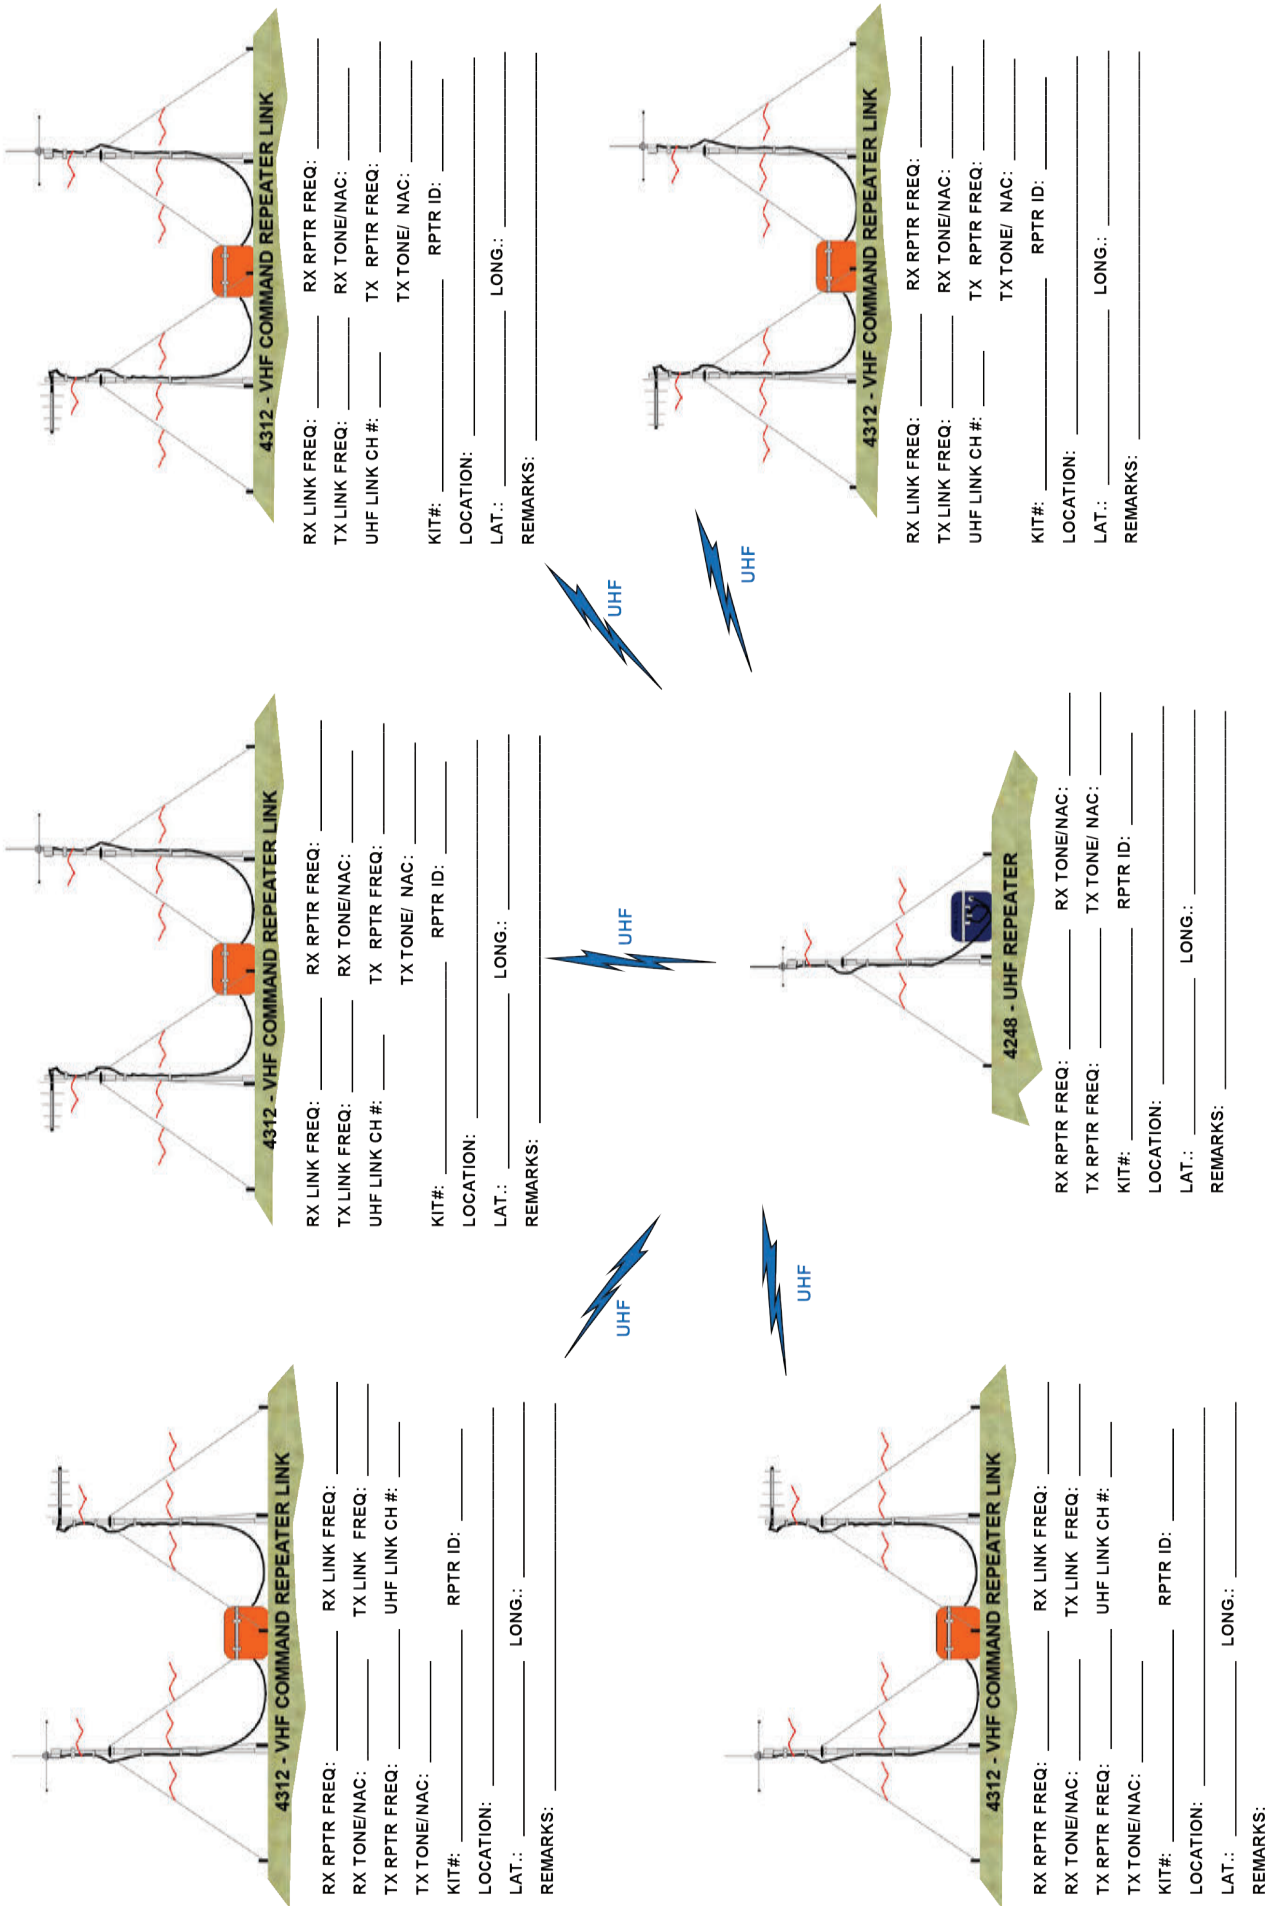 4312 - VHF COMMAND REPEATER LINK
RX RPTR FREQ: RX LINK FREQ:
RX TONE/NAC: TX LINK FREQ:
TX RPTR FREQ: UHF LINK CH #:
TX TONE/NAC:
KIT#: RPTR ID:
LOCATION:
LAT.: LONG.:
REMARKS:
4312 - VHF COMMAND REPEATER LINK
RX LINK FREQ: RX RPTR FREQ:
TX LINK FREQ: RX TONE/NAC:
UHF LINK CH #: TX RPTR FREQ:
TX TONE/ NAC:
KIT#: RPTR ID:
LOCATION:
LAT.: LONG.:
REMARKS:
4312 - VHF COMMAND REPEATER LINK
RX LINK FREQ: RX RPTR FREQ:
TX LINK FREQ: RX TONE/NAC:
UHF LINK CH #: TX RPTR FREQ:
TX TONE/ NAC:
KIT#: RPTR ID:
LOCATION:
LAT.: LONG.:
REMARKS:
UHF
UHF
UHF
UHF
UHF
4312 - VHF COMMAND REPEATER LINK
RX RPTR FREQ: RX LINK FREQ:
RX TONE/NAC: TX LINK FREQ:
TX RPTR FREQ: UHF LINK CH #:
TX TONE/NAC:
KIT#: RPTR ID:
LOCATION:
LAT.: LONG.:
REMARKS:
4248 - UHF REPEATER
RX RPTR FREQ: RX TONE/NAC:
TX RPTR FREQ: TX TONE/ NAC:
KIT#: RPTR ID:
LOCATION:
LAT.: LONG.:
REMARKS:
4312 - VHF COMMAND REPEATER LINK
RX LINK FREQ: RX RPTR FREQ:
TX LINK FREQ: RX TONE/NAC:
UHF LINK CH #: TX RPTR FREQ:
TX TONE/ NAC:
KIT#: RPTR ID:
LOCATION:
LAT.: LONG.:
REMARKS: